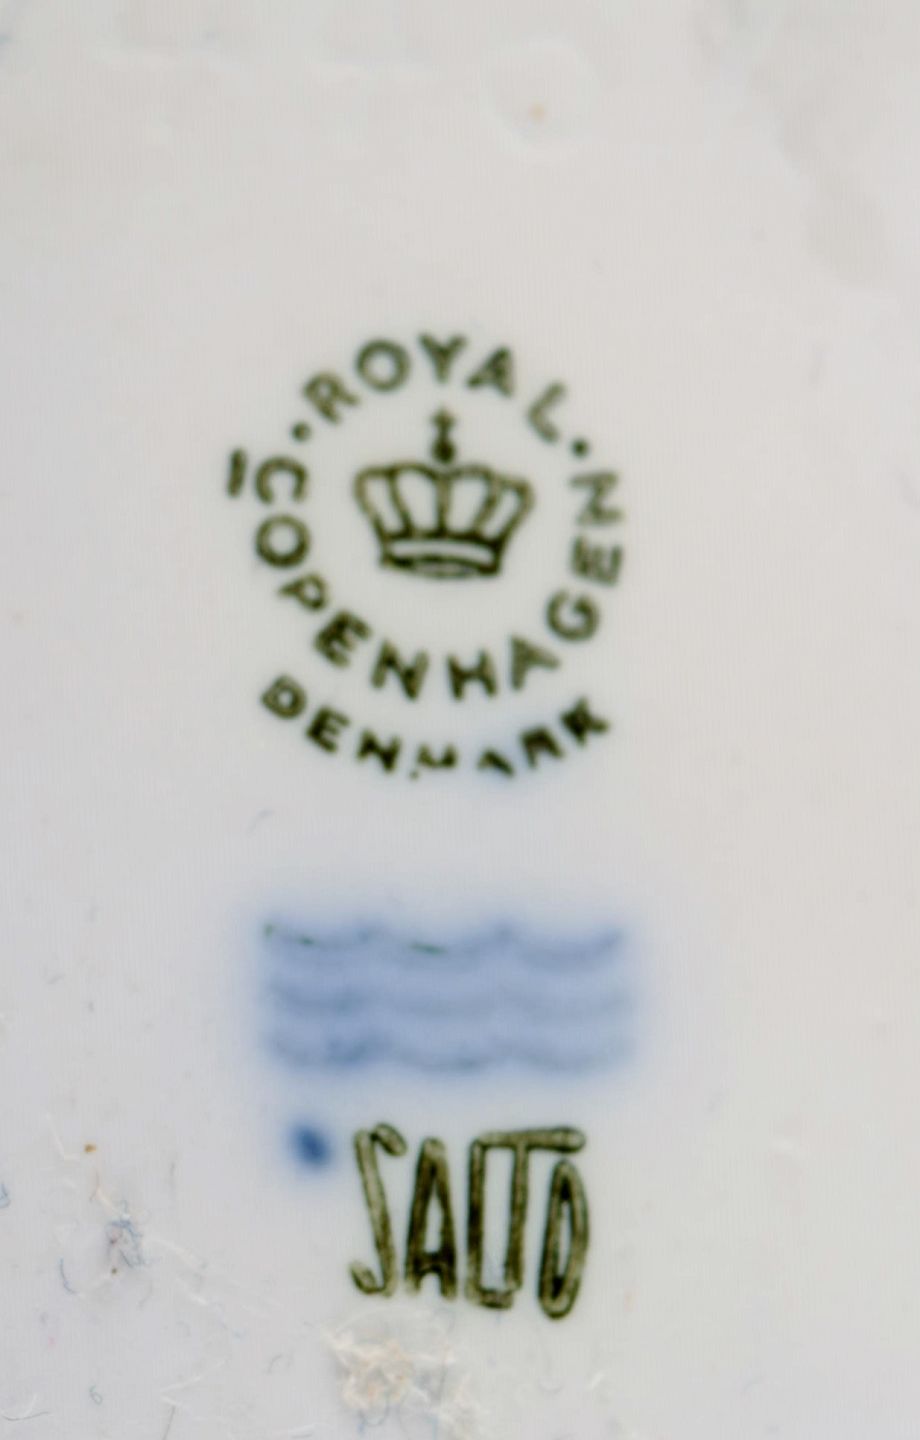 ROYAL
COPENHAGEN
DENMARK
SALTO